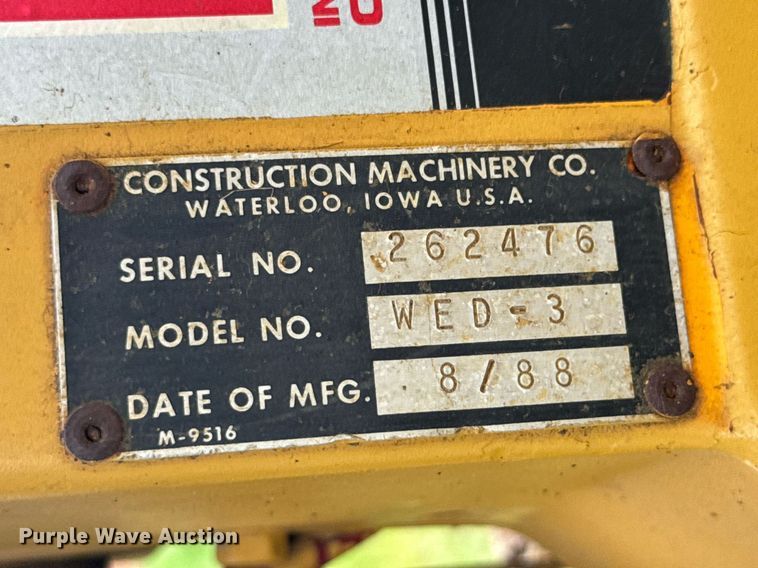 CONSTRUCTION MACHINERY CO.
WATERLOO, IOWA U.S.A.
SERIAL NO. 262476
MODEL NO. WED-3
DATE OF MFG. 8/88
M-9516
Purple Wave Auction